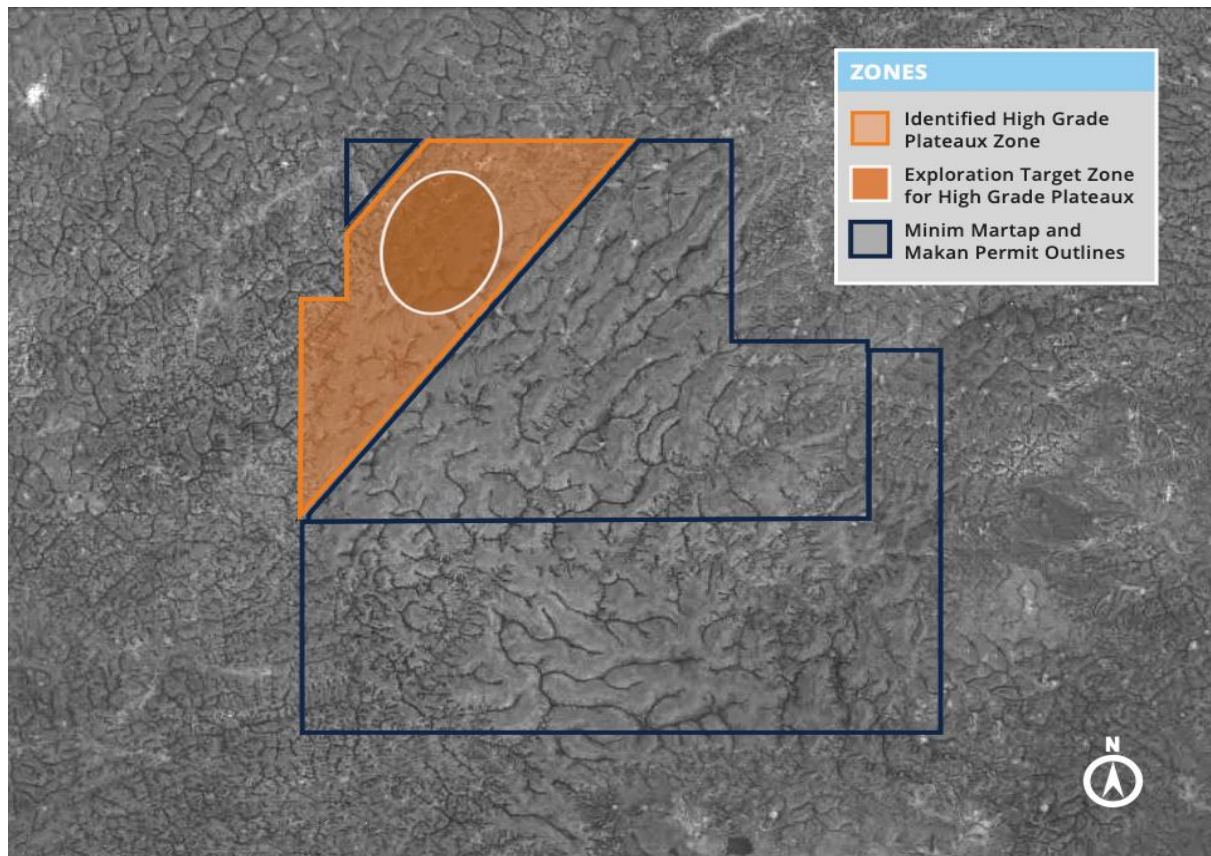 ZONES
Identified High Grade
Plateaux Zone
Exploration Target Zone
for High Grade Plateaux
Minim Martap and
Makan Permit Outlines
N